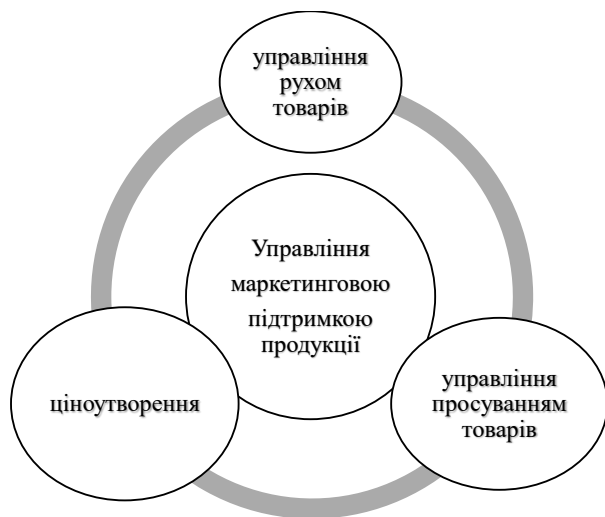 управління
рухом
товарів
Управління
маркетинговою
підтримкою
продукції
ціноутворення
управління
просуванням
товарів